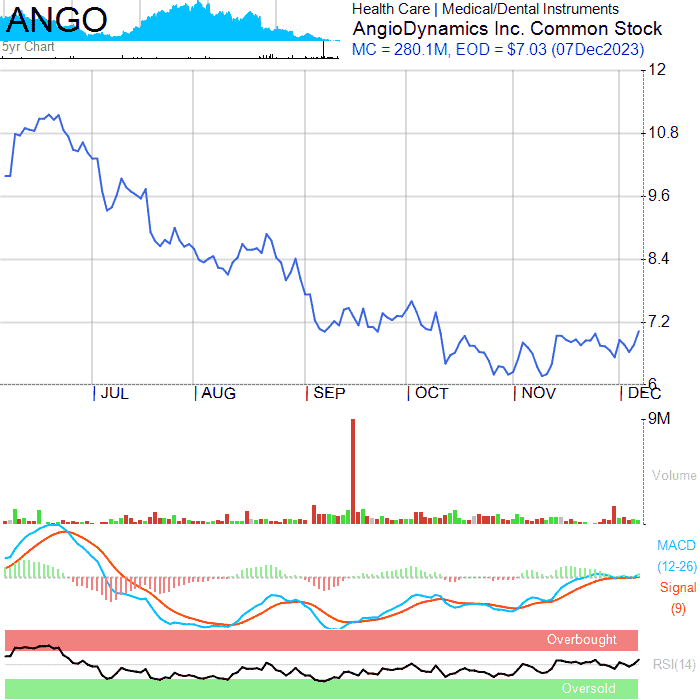 ANGO
5yr Chart
Health Care | Medical/Dental Instruments
AngioDynamics Inc. Common Stock
MC = 280.1M, EOD = $7.03 (07Dec2023)
12
10.8
9.6
8.4
7.2
6
JUL AUG SEP OCT NOV DEC
9M
Volume
MACD
(12-26)
Signal
(9)
Overbought
RSI(14)
Oversold